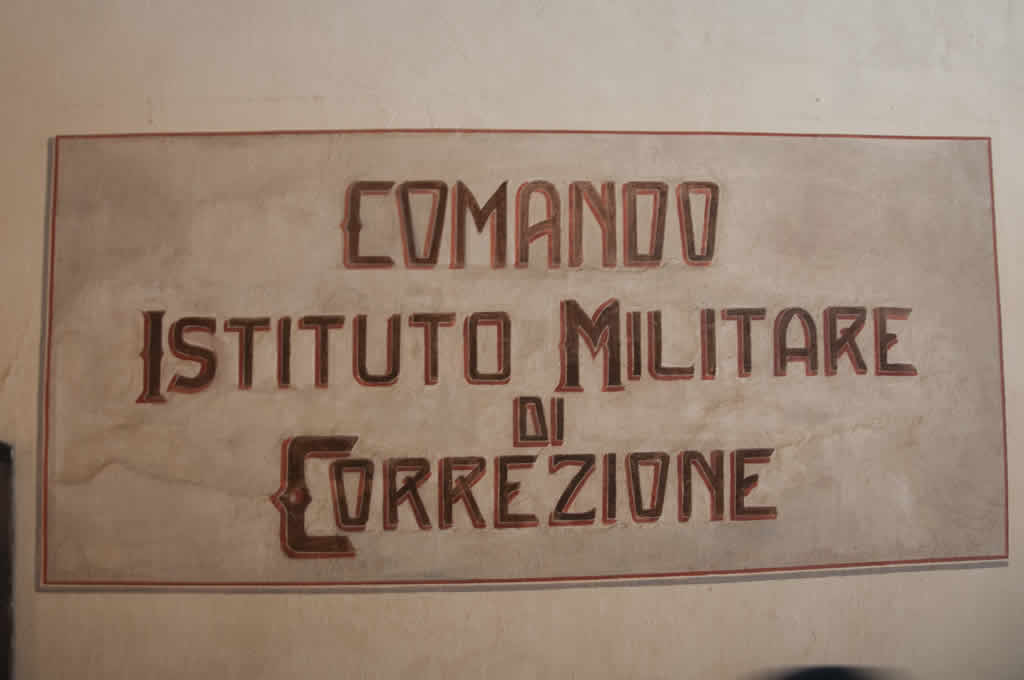 COMANDO
ISTITUTO MILITARE
DI
CORREZIONE